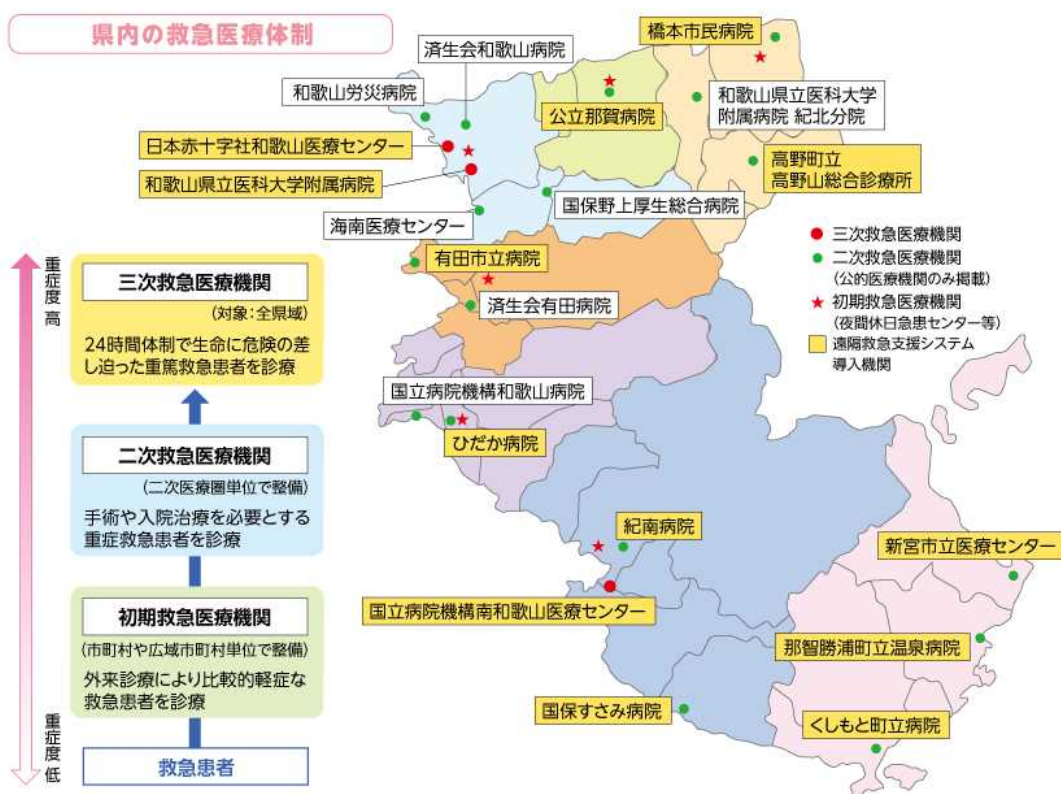 県内の救急医療体制
済生会和歌山病院
和歌山労災病院
日本赤十字社和歌山医療センター
和歌山県立医科大学附属病院
海南医療センター
橋本市民病院
公立那賀病院
和歌山県立医科大学
附属病院 紀北分院
高野町立
高野山総合診療所
国保野上厚生総合病院
有田市立病院
済生会有田病院
国立病院機構和歌山病院
ひだか病院
紀南病院
国立病院機構南和歌山医療センター
国保すさみ病院
新宮市立医療センター
那智勝浦町立温泉病院
くしもと町立病院
三次救急医療機関
二次救急医療機関
(公的医療機関のみ掲載)
初期救急医療機関
(夜間休日急患センター等)
遠隔救急支援システム
導入機関
重症度 高
三次救急医療機関
(対象:全県域)
24時間体制で生命に危険の差
し迫った重篤救急患者を診療
二次救急医療機関
(二次医療圏単位で整備)
手術や入院治療を必要とする
重症救急患者を診療
初期救急医療機関
(市町村や広域市町村単位で整備)
外来診療により比較的軽症な
救急患者を診療
重症度 低
救急患者